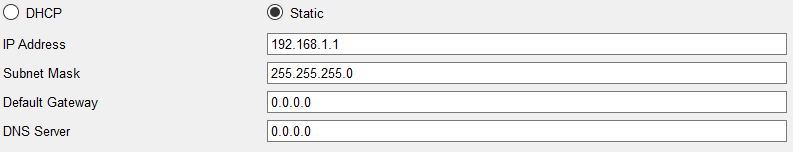 DHCP Static
IP Address 192.168.1.1
Subnet Mask 255.255.255.0
Default Gateway 0.0.0.0
DNS Server 0.0.0.0